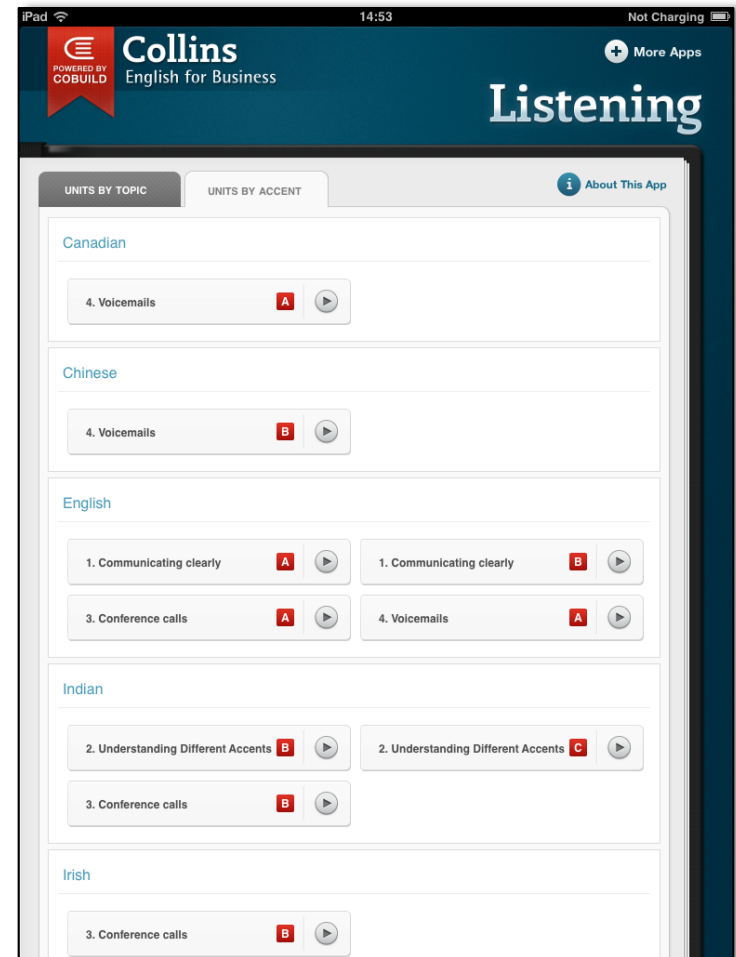 iPad 14:53 Not Charging
POWERED BY
COBUILD
Collins
English for Business
More Apps
Listening
UNITS BY TOPIC UNITS BY ACCENT About This App
Canadian
4. Voicemails A
Chinese
4. Voicemails B
English
1. Communicating clearly A 1. Communicating clearly B
3. Conference calls A 4. Voicemails A
Indian
2. Understanding Different Accents B 2. Understanding Different Accents C
3. Conference calls B
Irish
3. Conference calls B